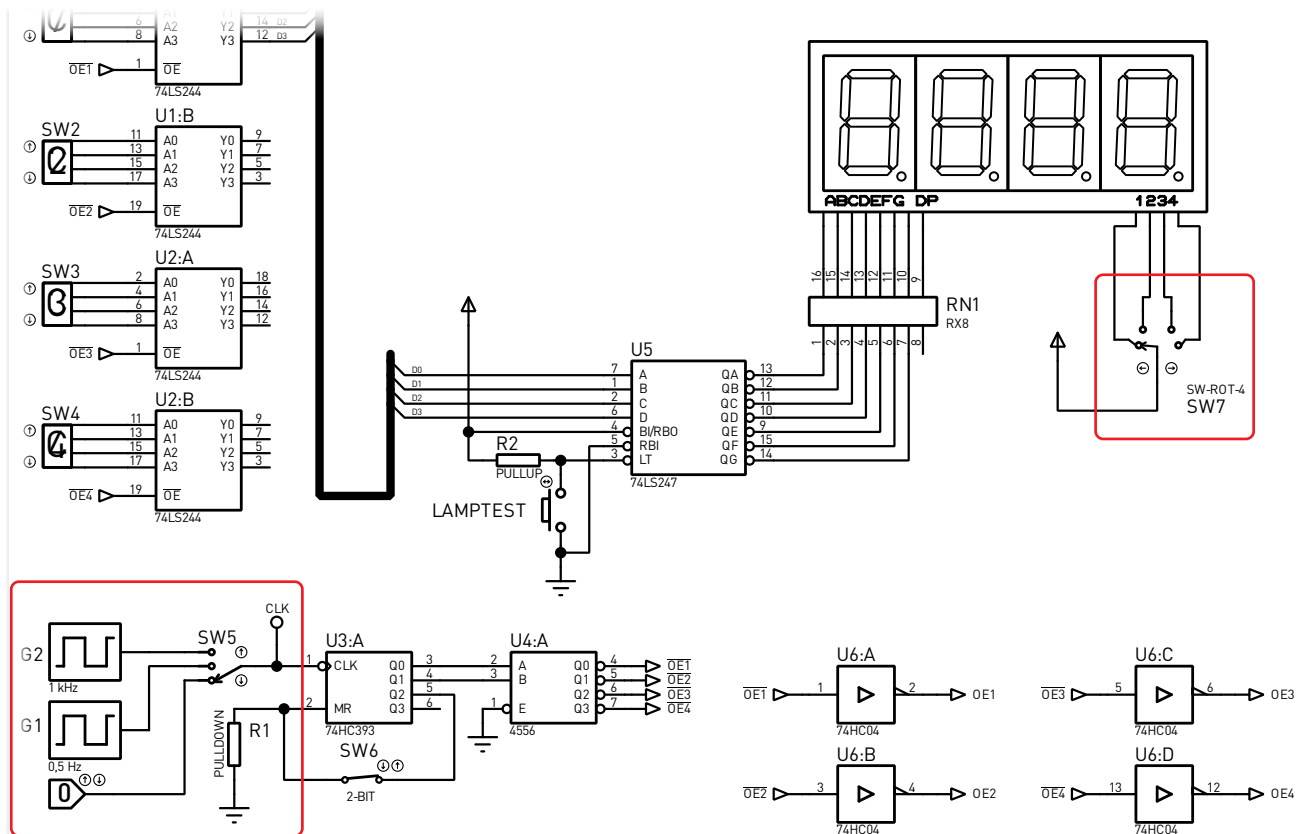 6 A2 Y2 14 D2
8 A3 Y3 12 D3
OE1 1 OE
74LS244
SW2 U1:B
11 A0 Y0 9
13 A1 Y1 7
15 A2 Y2 5
17 A3 Y3 3
2
OE2 19 OE
74LS244
SW3 U2:A
2 A0 Y0 18
4 A1 Y1 16
6 A2 Y2 14
8 A3 Y3 12
3
OE3 1 OE
74LS244
SW4 U2:B
11 A0 Y0 9
13 A1 Y1 7
15 A2 Y2 5
17 A3 Y3 3
4
OE4 19 OE
74LS244
ABCDEFG DP 1234
16 15 14 13 12 11 10 9
RN1
RX8
1 2 3 4 5 6 7 8
SW-ROT-4
SW7
U5
D0 7 A QA 13
D1 1 B QB 12
D2 2 C QC 11
D3 6 D QD 10
4 BI/RBO QE 9
5 RBI QF 15
3 LT QG 14
74LS247
R2
PULLUP
LAMPTEST
G2
1 kHz
G1
0,5 Hz
0
SW5
CLK
R1
PULLDOWN
U3:A
1 CLK Q0 3
Q1 4
Q2 5
2 MR Q3 6
74HC393
SW6
2-BIT
U4:A
2 A Q0 4 OE1
3 B Q1 5 OE2
Q2 6 OE3
1 E Q3 7 OE4
4556
U6:A
OE1 1 2 OE1
74HC04
U6:C
OE3 5 6 OE3
74HC04
U6:B
OE2 3 4 OE2
74HC04
U6:D
OE4 13 12 OE4
74HC04